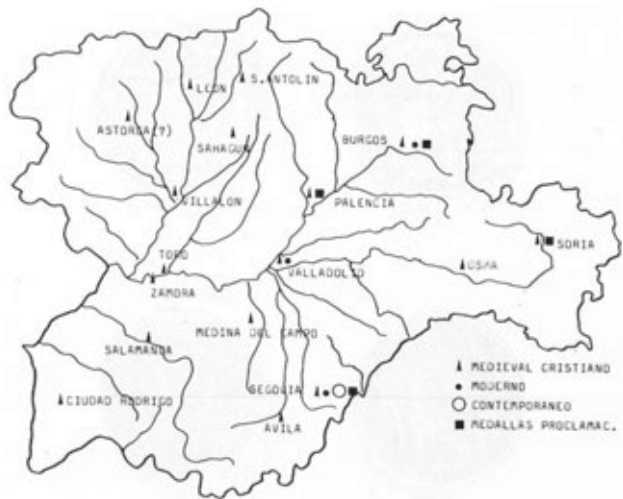 LEON
S.ANTOLIN
ASTORGA(?)
SAHAGUN
BURGOS
VILLALON
PALENCIA
SORIA
TORO
VALLADOLID
OSMA
ZAMORA
MEDINA DEL CAMPO
SALAMANCA
MEDIEVAL CRISTIANO
SEGOVIA
MODERNO
CIUDAD RODRIGO
CONTEMPORANEO
AVILA
MEDALLAS PROCLAMAC.